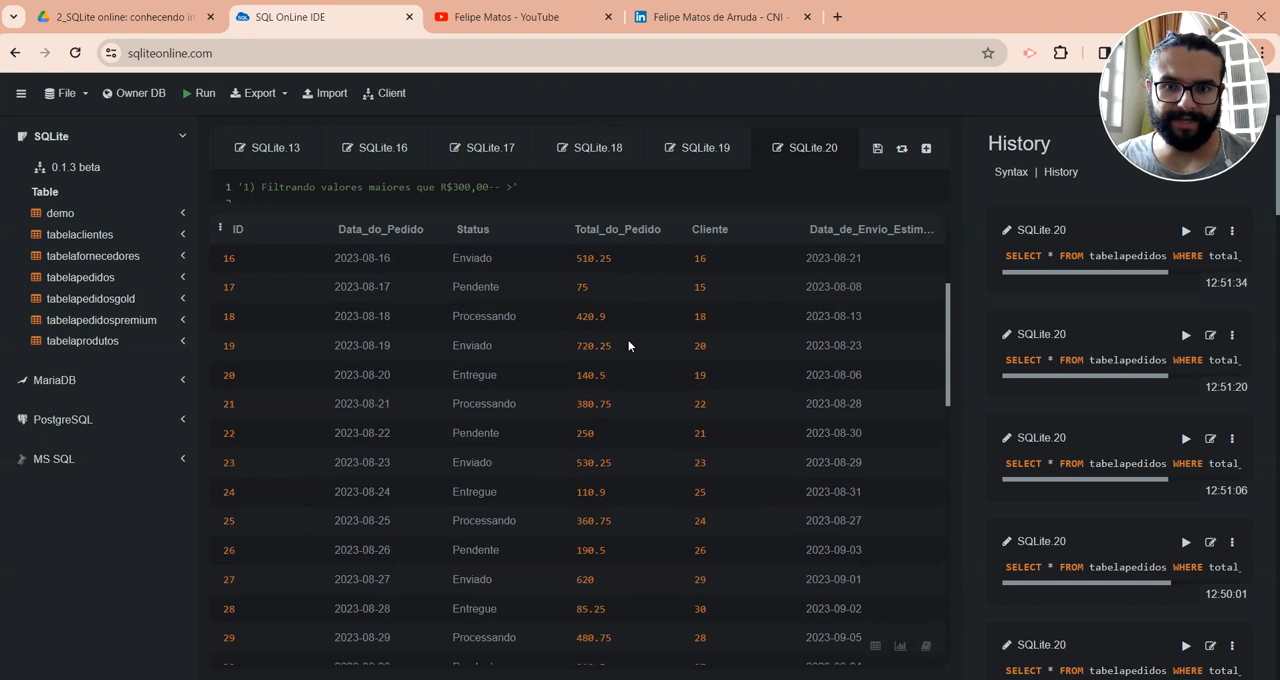 2_SQLite online: conhecendo in
SQL OnLine IDE
Felipe Matos - YouTube
Felipe Matos de Arruda - CNI -
sqliteonline.com
File
Owner DB
Run
Export
Import
Client
SQLite
0.1.3 beta
Table
demo
tabelaclientes
tabelafornecedores
tabelapedidos
tabelapedidosgold
tabelapedidospremium
tabelaprodutos
MariaDB
PostgreSQL
MS SQL
SQLite.13 SQLite.16 SQLite.17 SQLite.18 SQLite.19 SQLite.20
1 '1) Filtrando valores maiores que R$300,00-- >'
ID Data_do_Pedido Status Total_do_Pedido Cliente Data_de_Envio_Estim...
16 2023-08-16 Enviado 510.25 16 2023-08-21
17 2023-08-17 Pendente 75 15 2023-08-08
18 2023-08-18 Processando 420.9 18 2023-08-13
19 2023-08-19 Enviado 720.25 20 2023-08-23
20 2023-08-20 Entregue 140.5 19 2023-08-06
21 2023-08-21 Processando 380.75 22 2023-08-28
22 2023-08-22 Pendente 250 21 2023-08-30
23 2023-08-23 Enviado 530.25 23 2023-08-29
24 2023-08-24 Entregue 110.9 25 2023-08-31
25 2023-08-25 Processando 360.75 24 2023-08-27
26 2023-08-26 Pendente 190.5 26 2023-09-03
27 2023-08-27 Enviado 620 29 2023-09-01
28 2023-08-28 Entregue 85.25 30 2023-09-02
29 2023-08-29 Processando 480.75 28 2023-09-05
History
Syntax | History
SQLite.20
SELECT * FROM tabelapedidos WHERE total_
12:51:34
SQLite.20
SELECT * FROM tabelapedidos WHERE total_
12:51:20
SQLite.20
SELECT * FROM tabelapedidos WHERE total_
12:51:06
SQLite.20
SELECT * FROM tabelapedidos WHERE total_
12:50:01
SQLite.20
SELECT * FROM tabelapedidos WHERE total_